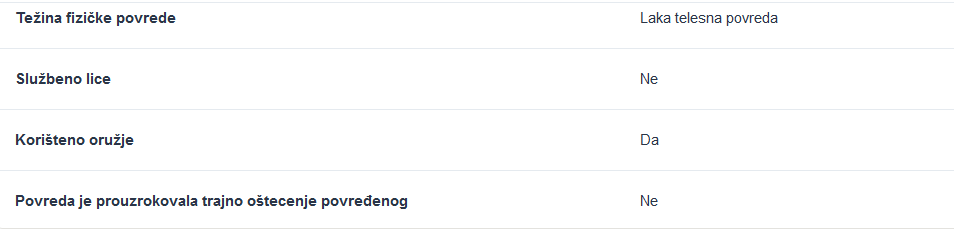 Težina fizičke povrede Laka telesna povreda
Službeno lice Ne
Korišteno oružje Da
Povreda je prouzrokovala trajno oštecenje povređenog Ne